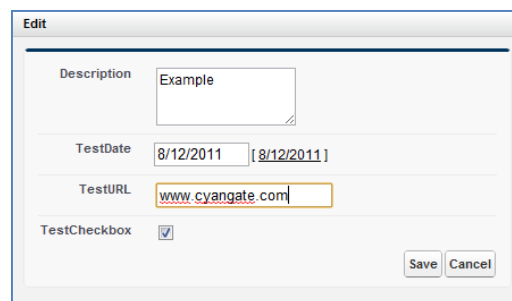 Edit
Description Example
TestDate 8/12/2011 [ 8/12/2011 ]
TestURL www.cyangate.com
TestCheckbox
Save Cancel